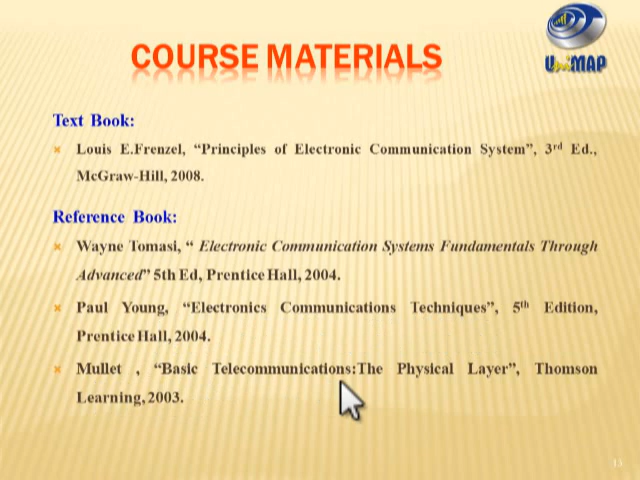 COURSE MATERIALS
UniMAP
Text Book:
Louis E.Frenzel, “Principles of Electronic Communication System”, 3rd Ed.,
McGraw-Hill, 2008.
Reference Book:
Wayne Tomasi, “ Electronic Communication Systems Fundamentals Through
Advanced” 5th Ed, Prentice Hall, 2004.
Paul Young, “Electronics Communications Techniques”, 5th Edition,
Prentice Hall, 2004.
Mullet , “Basic Telecommunications:The Physical Layer”, Thomson
Learning, 2003.